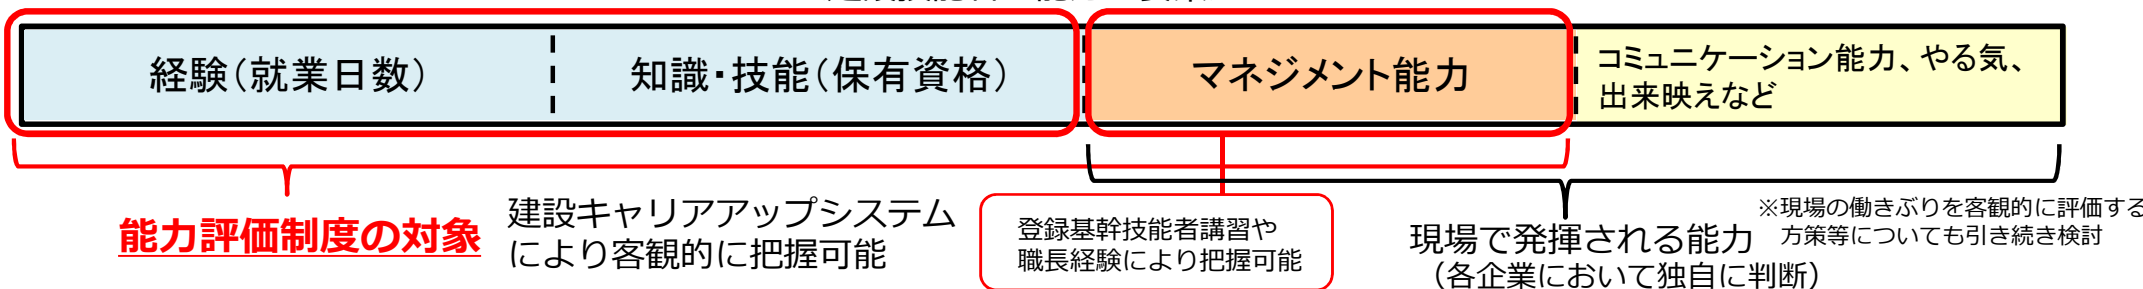 経験(就業日数)
知識・技能(保有資格)
マネジメント能力
コミュニケーション能力、やる気、
出来映えなど
能力評価制度の対象
建設キャリアアップシステム
により客観的に把握可能
登録基幹技能者講習や
職長経験により把握可能
現場で発揮される能力
(各企業において独自に判断)
※現場の働きぶりを客観的に評価する
方策等についても引き続き検討